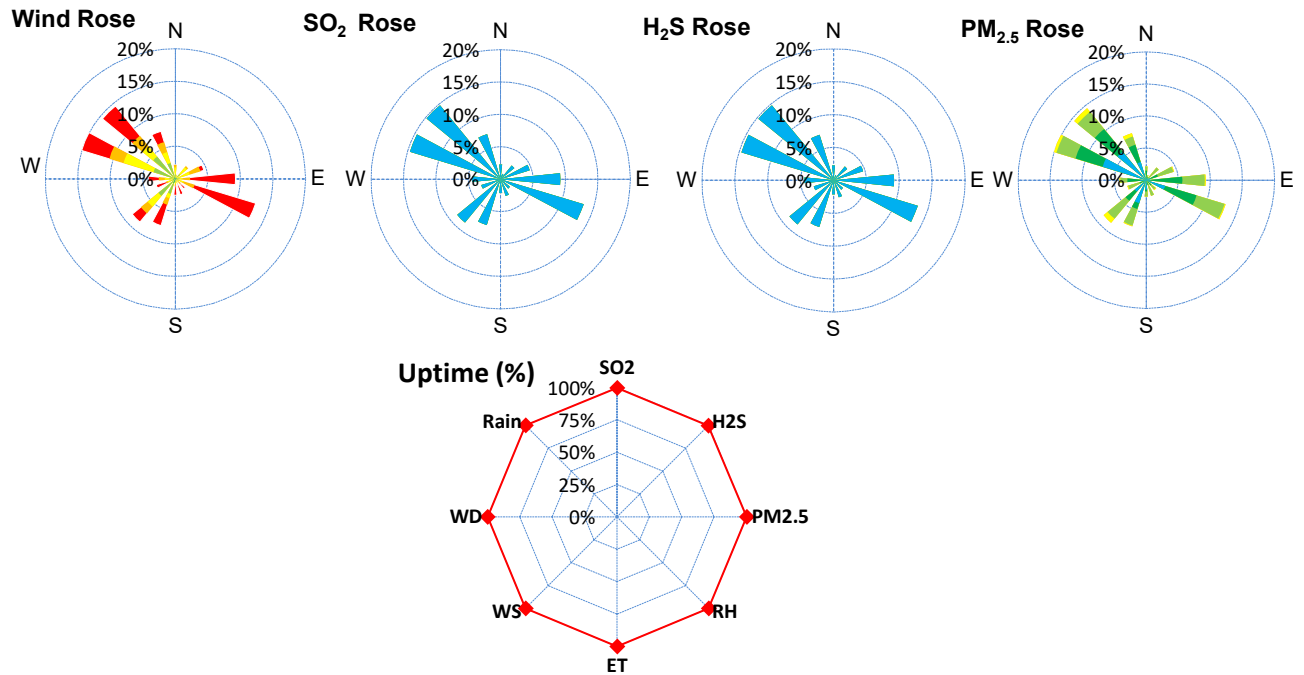 Wind Rose
N
20%
15%
10%
5%
0%
W
E
S
SO2 Rose
N
20%
15%
10%
5%
0%
W
E
S
H2S Rose
N
20%
15%
10%
5%
0%
W
E
S
PM2.5 Rose
N
20%
15%
10%
5%
0%
W
E
S
Uptime (%)
SO2
100%
75%
50%
25%
0%
Rain
H2S
WD
PM2.5
WS
RH
ET